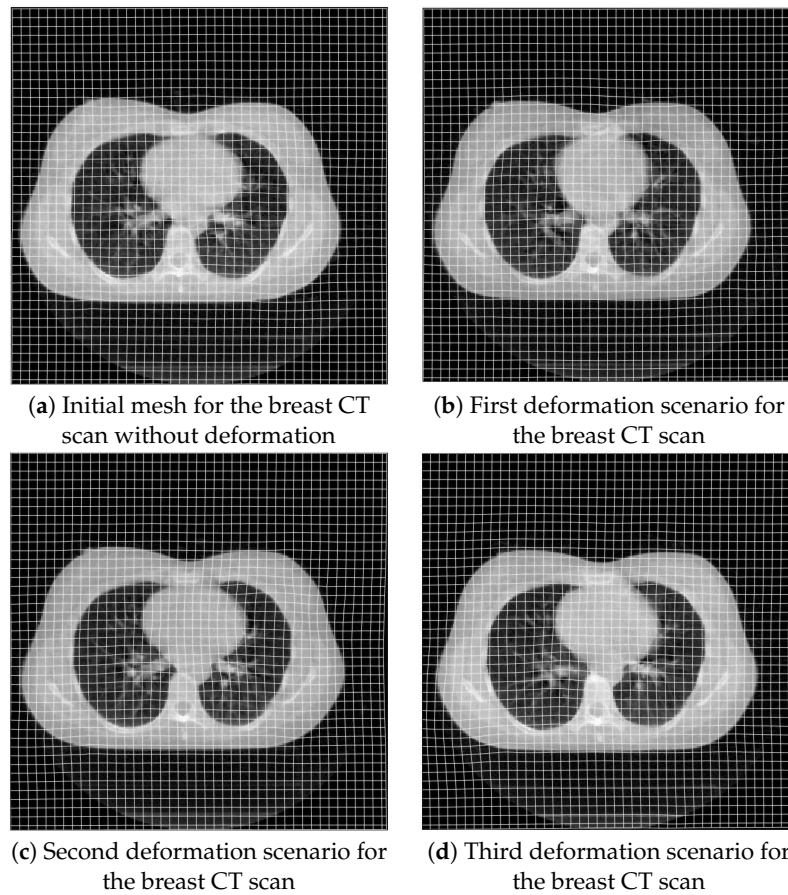 (a) Initial mesh for the breast CT
scan without deformation
(b) First deformation scenario for
the breast CT scan
(c) Second deformation scenario for
the breast CT scan
(d) Third deformation scenario for
the breast CT scan